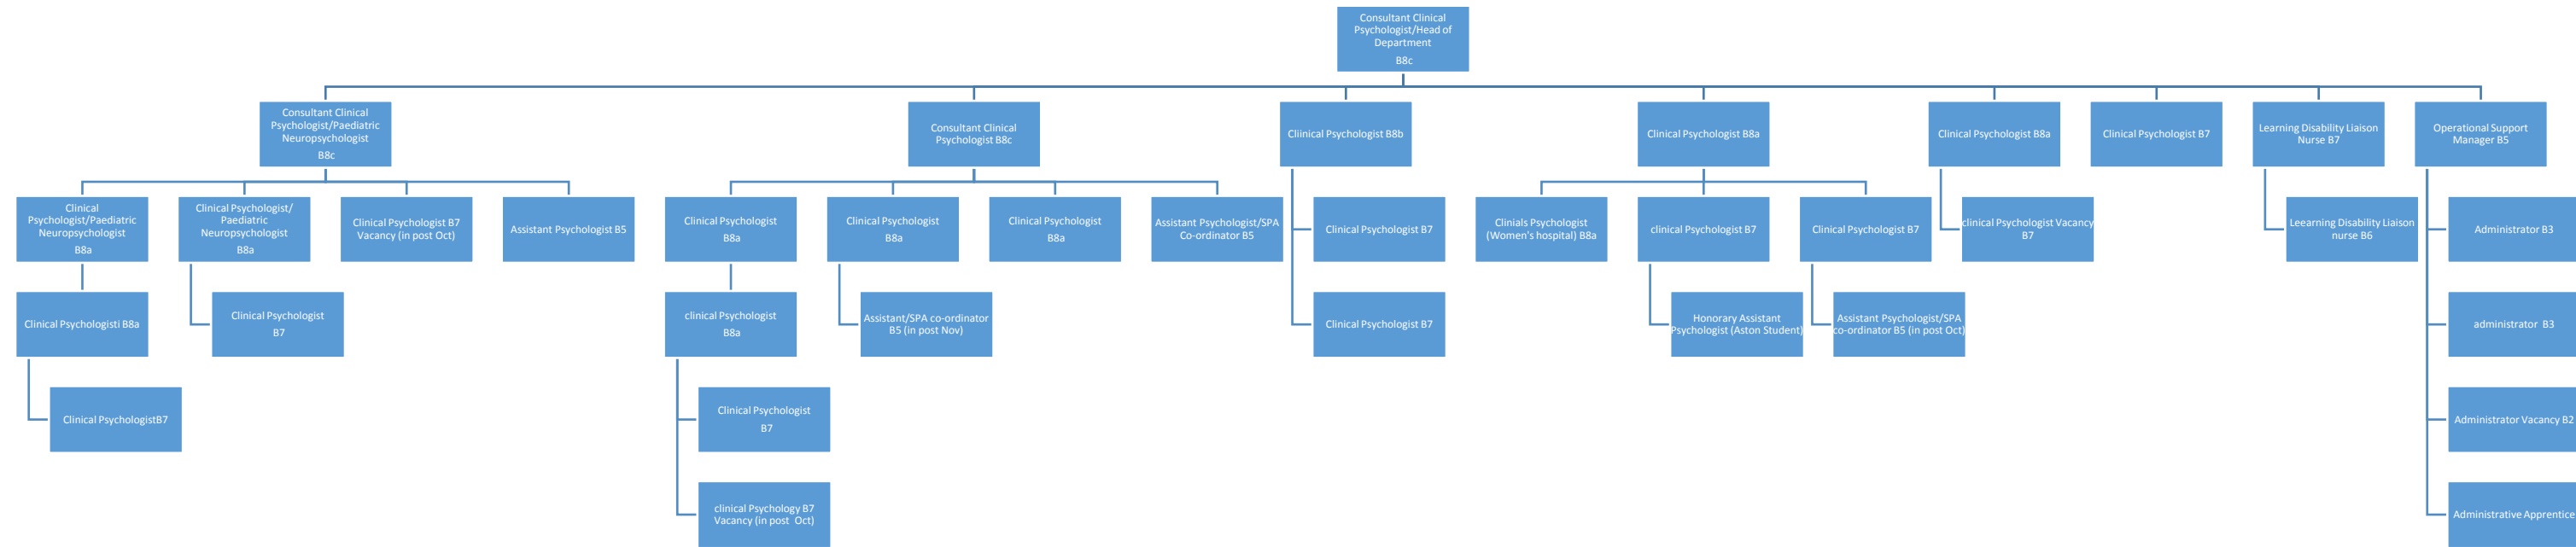 Consultant Clinical
Psychologist/Head of
Department
B8c
Consultant Clinical
Psychologist/Paediatric
Neuropsychologist
B8c
Consultant Clinical
Psychologist B8c
Cliinical Psychologist B8b
Clinical Psychologist B8a
Clinical Psychologist B8a
Clinical Psychologist B7
Learning Disability Liaison
Nurse B7
Operational Support
Manager B5
Clinical
Psychologist/Paediatric
Neuropsychologist
B8a
Clinical Psychologist/
Paediatric
Neuropsychologist
B8a
Clinical Psychologist B7
Vacancy (in post Oct)
Assistant Psychologist B5
Clinical Psychologist
B8a
Clinical Psychologist
B8a
Clinical Psychologist
B8a
Assistant Psychologist/SPA
Co-ordinator B5
Clinical Psychologist B7
Clinials Psychologist
(Women's hospital) B8a
clinical Psychologist B7
Clinical Psychologist B7
clinical Psychologist Vacancy
B7
Leearning Disability Liaison
nurse B6
Administrator B3
Clinical Psychologisti B8a
Clinical Psychologist
B7
clinical Psychologist
B8a
Assistant/SPA co-ordinator
B5 (in post Nov)
Clinical Psychologist B7
Honorary Assistant
Psychologist (Aston Student)
Assistant Psychologist/SPA
co-ordinator B5 (in post Oct)
administrator B3
Clinical PsychologistB7
Clinical Psychologist
B7
Administrator Vacancy B2
clinical Psychology B7
Vacancy (in post Oct)
Administrative Apprentice